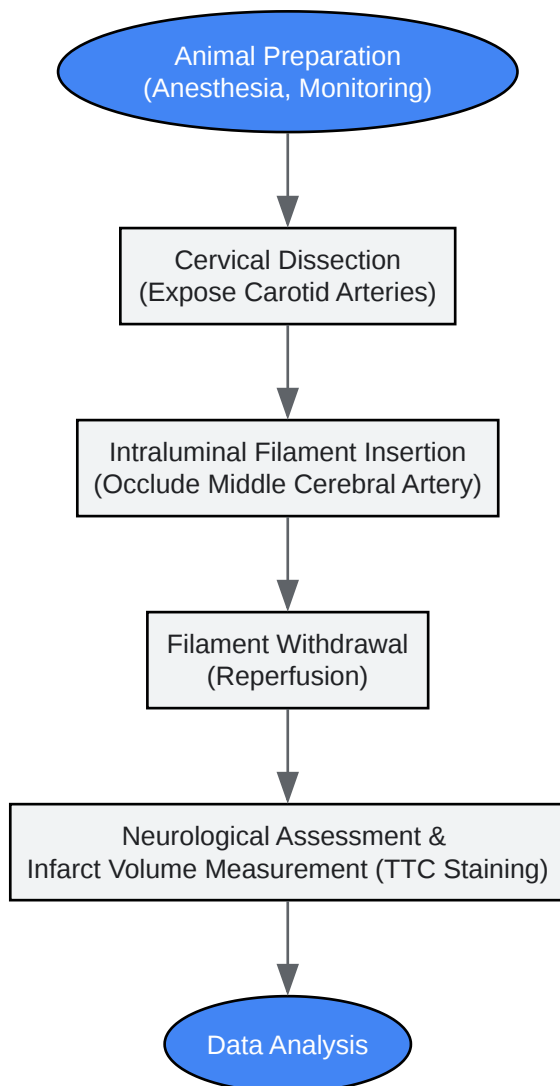 Animal Preparation
(Anesthesia, Monitoring)
Cervical Dissection
(Expose Carotid Arteries)
Intraluminal Filament Insertion
(Occlude Middle Cerebral Artery)
Filament Withdrawal
(Reperfusion)
Neurological Assessment &
Infarct Volume Measurement (TTC Staining)
Data Analysis